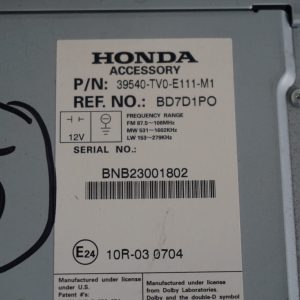 HONDA
ACCESSORY
P/N: 39540-TV0-E111-M1
REF. NO.: BD7D1PO
FREQUENCY RANGE
FM 87.5~108MHz
MW 531~1602KHz
LW 153~279KHz
12V
SERIAL NO.:
BNB23001802
E24 10R-03 0704
Manufactured under
license under U.S.
Manufactured under
license from
Dolby Laboratories.
Dolby and
the double-D symbol